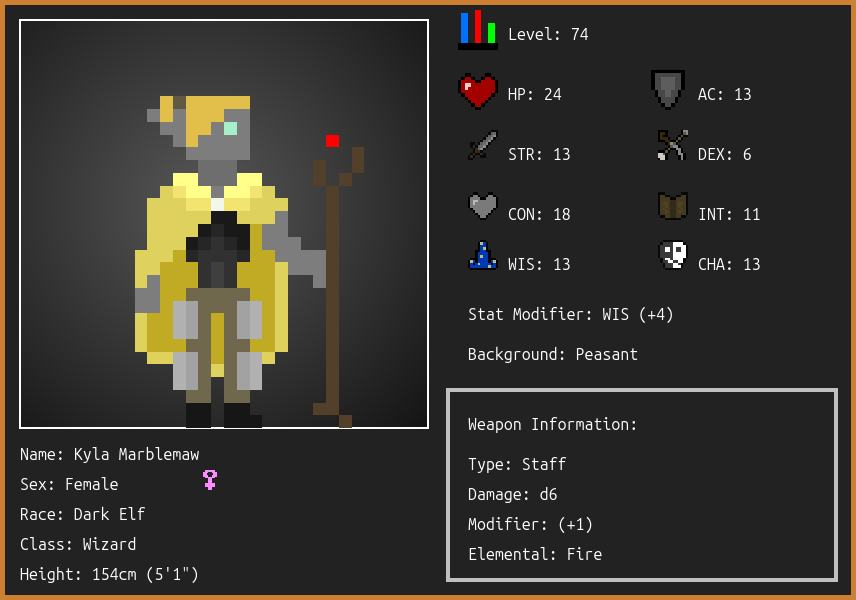 Level: 74
HP: 24
AC: 13
STR: 13
DEX: 6
CON: 18
INT: 11
WIS: 13
CHA: 13
Stat Modifier: WIS (+4)
Background: Peasant
Weapon Information:
Type: Staff
Damage: d6
Modifier: (+1)
Elemental: Fire
Name: Kyla Marblemaw
Sex: Female
Race: Dark Elf
Class: Wizard
Height: 154cm (5'1")